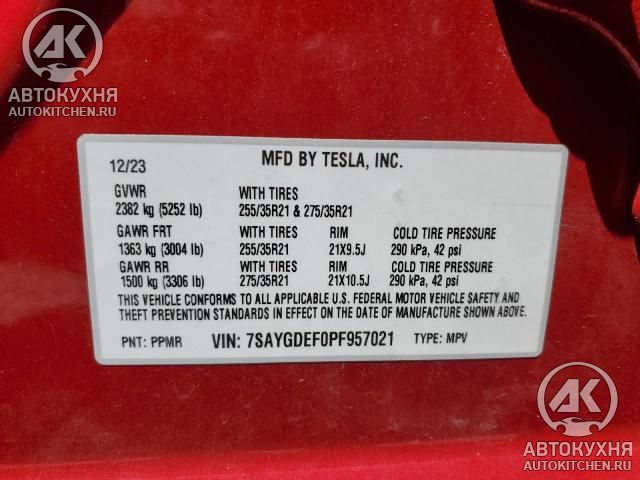 AK
АВТОКУХНЯ
AUTOKITCHEN.RU
12/23 MFD BY TESLA, INC.
GVWR WITH TIRES
2382 kg (5252 lb) 255/35R21 & 275/35R21
GAWR FRT WITH TIRES RIM COLD TIRE PRESSURE
1363 kg (3004 lb) 255/35R21 21X9.5J 290 kPa, 42 psi
GAWR RR WITH TIRES RIM COLD TIRE PRESSURE
1500 kg (3306 lb) 275/35R21 21X10.5J 290 kPa, 42 psi
THIS VEHICLE CONFORMS TO ALL APPLICABLE U.S. FEDERAL MOTOR VEHICLE SAFETY AND
THEFT PREVENTION STANDARDS IN EFFECT ON THE DATE OF MANUFACTURE SHOWN ABOVE.
PNT: PPMR VIN: 7SAYGDEF0PF957021 TYPE: MPV
AK
АВТОКУХНЯ
AUTOKITCHEN.RU